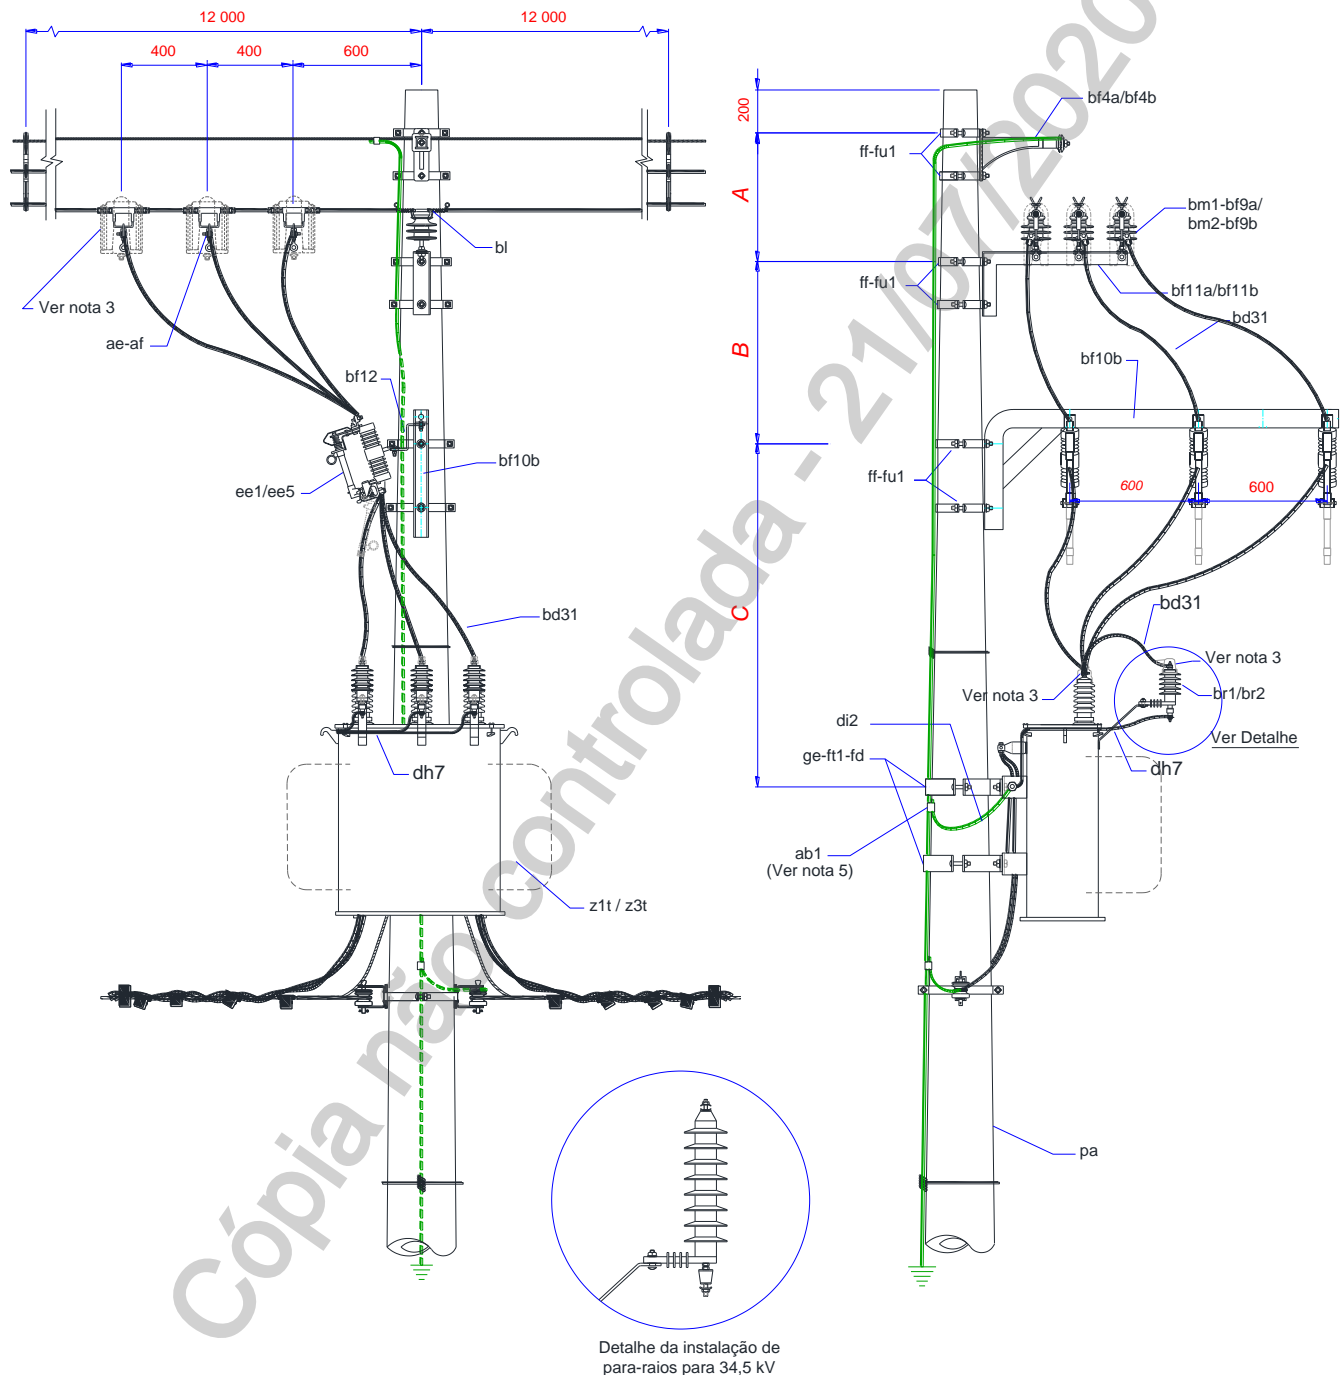 12 000
12 000
400
400
600
200
bf4a/bf4b
ff-fu1
A
bm1-bf9a/
bm2-bf9b
bl
ff-fu1
bf11a/bf11b
Ver nota 3
bd31
ae-af
B
bf10b
bf12
bf10b
ff-fu1
ee1/ee5
600
600
C
bd31
bd31
Ver nota 3
Ver nota 3
br1/br2
di2
Ver Detalhe
ge-ft1-fd
dh7
dh7
ab1
(Ver nota 5)
z1t / z3t
pa
Detalhe da instalação de
para-raios para 34,5 kV
Cópia não controlada - 21/07/2020